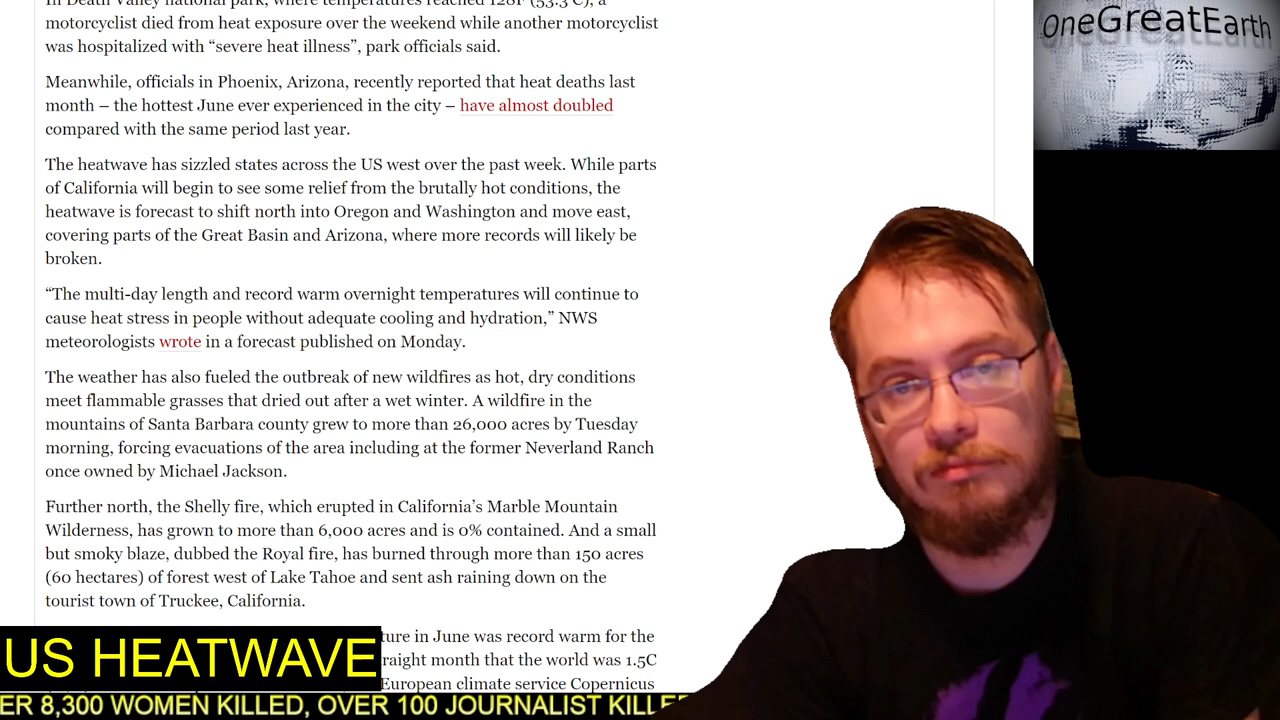 In Death Valley national park, where temperatures reached 128F (53.3 C), a
motorcyclist died from heat exposure over the weekend while another motorcyclist
was hospitalized with “severe heat illness”, park officials said.
Meanwhile, officials in Phoenix, Arizona, recently reported that heat deaths last
month – the hottest June ever experienced in the city – have almost doubled
compared with the same period last year.
The heatwave has sizzled states across the US west over the past week. While parts
of California will begin to see some relief from the brutally hot conditions, the
heatwave is forecast to shift north into Oregon and Washington and move east,
covering parts of the Great Basin and Arizona, where more records will likely be
broken.
“The multi-day length and record warm overnight temperatures will continue to
cause heat stress in people without adequate cooling and hydration,” NWS
meteorologists wrote in a forecast published on Monday.
The weather has also fueled the outbreak of new wildfires as hot, dry conditions
meet flammable grasses that dried out after a wet winter. A wildfire in the
mountains of Santa Barbara county grew to more than 26,000 acres by Tuesday
morning, forcing evacuations of the area including at the former Neverland Ranch
once owned by Michael Jackson.
Further north, the Shelly fire, which erupted in California’s Marble Mountain
Wilderness, has grown to more than 6,000 acres and is 0% contained. And a small
but smoky blaze, dubbed the Royal fire, has burned through more than 150 acres
(60 hectares) of forest west of Lake Tahoe and sent ash raining down on the
tourist town of Truckee, California.
ture in June was record warm for the
raight month that the world was 1.5C
European climate service Copernicus
OneGreatEarth
US HEATWAVE
ER 8,300 WOMEN KILLED, OVER 100 JOURNALIST KILLE